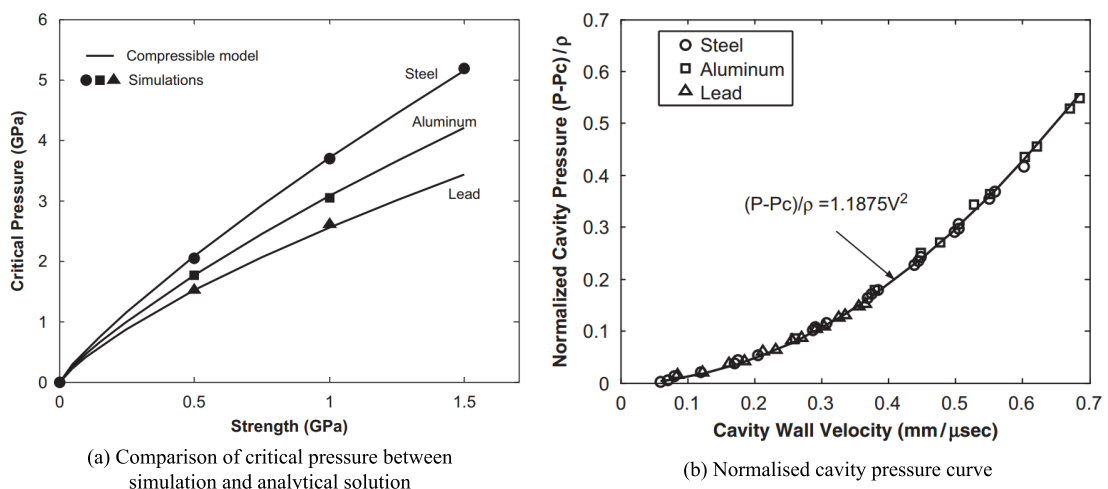 6
5
4
3
2
1
0
Critical Pressure (GPa)
Compressible model
Simulations
Steel
Aluminum
Lead
0
0.5
1.0
1.5
Strength (GPa)
(a) Comparison of critical pressure between
simulation and analytical solution
0.7
0.6
0.5
0.4
0.3
0.2
0.1
0
Normalized Cavity Pressure (P-Pc)/ρ
Steel
Aluminum
Lead
(P-Pc)/ρ =1.1875V²
0
0.1
0.2
0.3
0.4
0.5
0.6
0.7
Cavity Wall Velocity (mm/μsec)
(b) Normalised cavity pressure curve